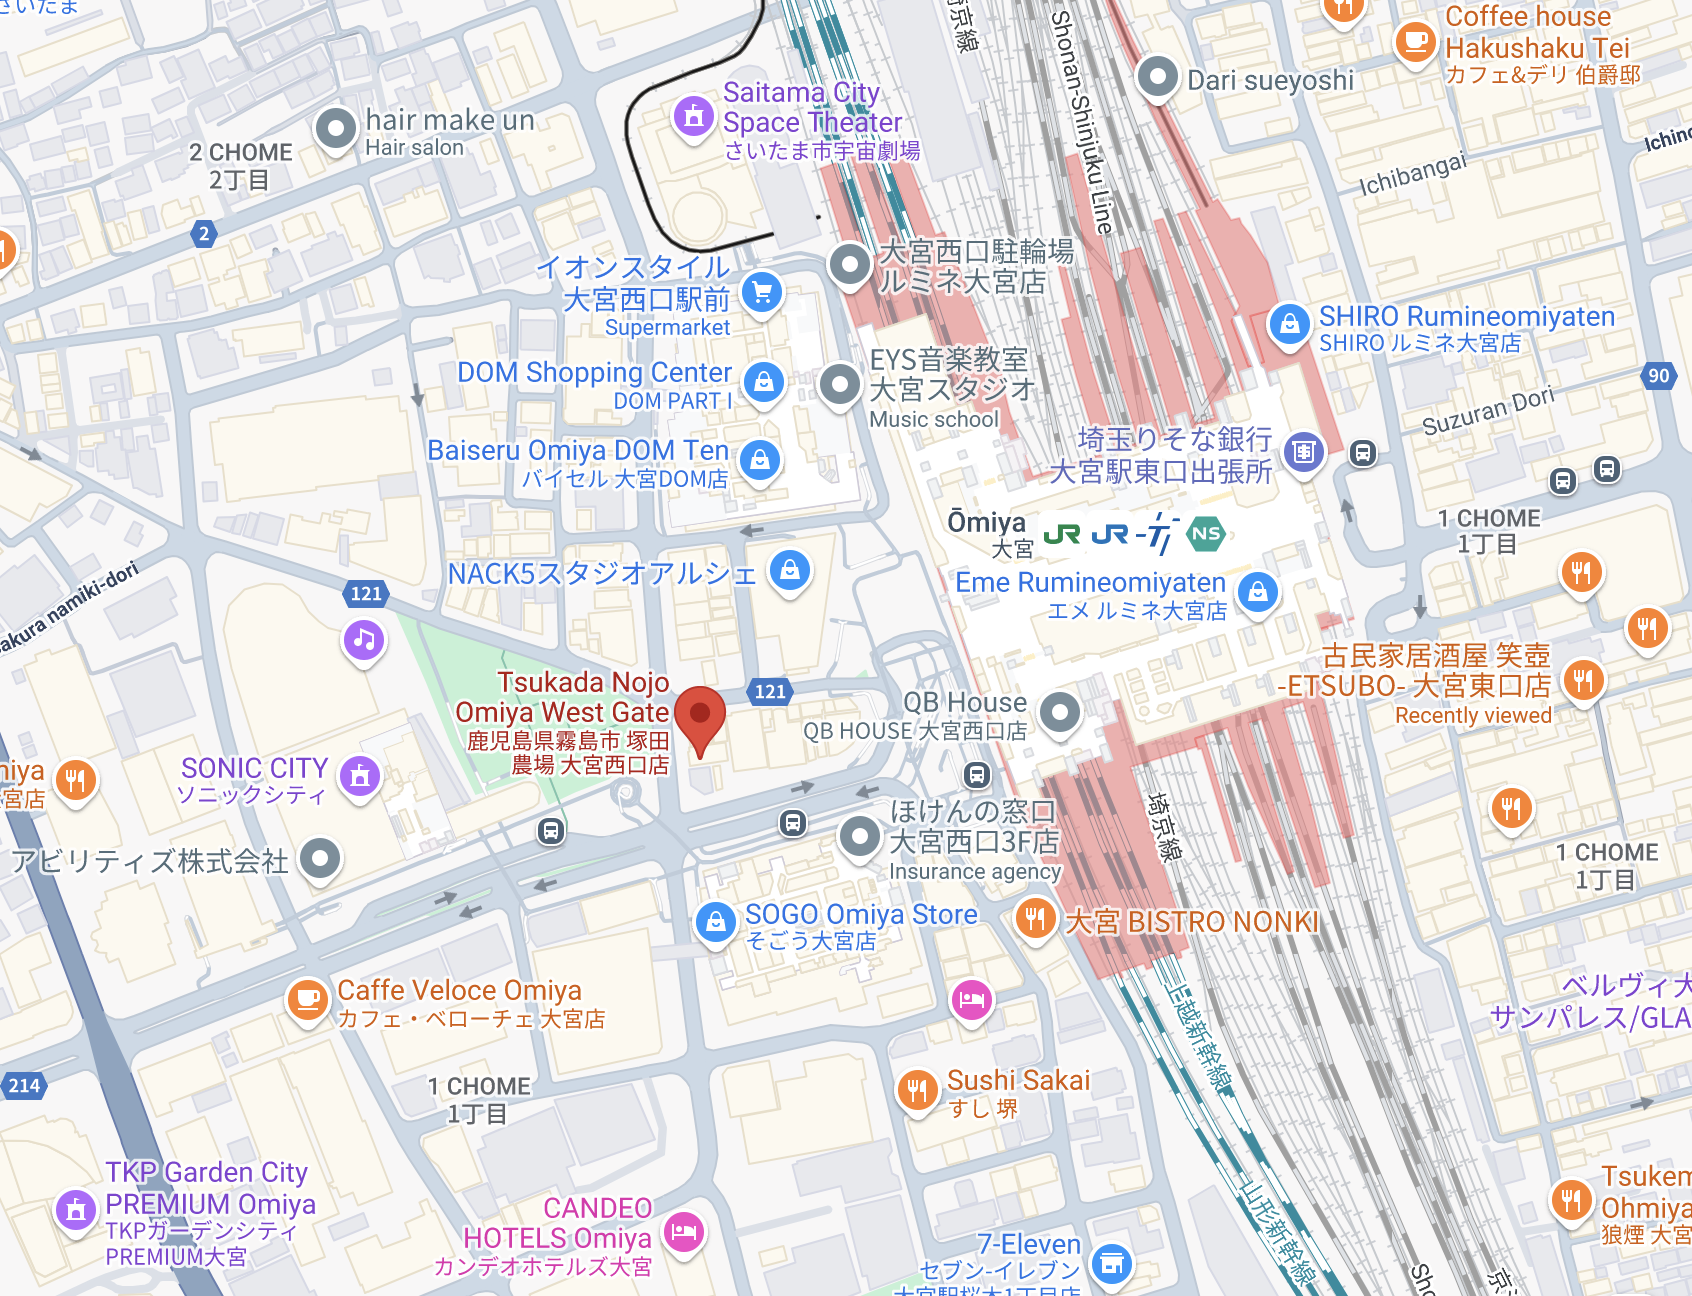 さいたま
埼京線
Shonan-Shinjuku Line
Coffee house
Hakushaku Tei
カフェ&デリ 伯爵邸
Dari sueyoshi
Saitama City
Space Theater
さいたま市宇宙劇場
hair make un
Hair salon
2 CHOME
2丁目
Ichibangai
2
大宮西口駐輪場
ルミネ大宮店
イオンスタイル
大宮西口駅前
Supermarket
SHIRO Rumineomiyaten
SHIRO ルミネ大宮店
EYS音楽教室
大宮スタジオ
Music school
DOM Shopping Center
DOM PART I
90
Suzuran Dori
Baiseru Omiya DOM Ten
バイセル 大宮DOM店
埼玉りそな銀行
大宮駅東口出張所
Ōmiya
大宮
JR
JR
NS
1 CHOME
1丁目
NACK5スタジオアルシェ
Eme Rumineomiyaten
エメ ルミネ大宮店
121
akura namiki-dori
古民家居酒屋 笑壺
-ETSUBO- 大宮東口店
Recently viewed
Tsukada Nojo
Omiya West Gate
鹿児島県霧島市 塚田
農場 大宮西口店
121
QB House
QB HOUSE 大宮西口店
SONIC CITY
ソニックシティ
niya
宮店
ほけんの窓口
大宮西口3F店
Insurance agency
埼京線
アビリティズ株式会社
1 CHOME
1丁目
SOGO Omiya Store
そごう大宮店
大宮 BISTRO NONKI
Caffe Veloce Omiya
カフェ・ベローチェ 大宮店
ベルヴィ大
サンパレス/GLA
上越新幹線
214
1 CHOME
1丁目
Sushi Sakai
すし 堺
TKP Garden City
PREMIUM Omiya
TKPガーデンシティ
PREMIUM大宮
CANDEO
HOTELS Omiya
カンデオホテルズ大宮
Tsukem
Ohmiya
狼煙 大宮
山形新幹線
7-Eleven
セブン-イレブン
大宮駅桜木1丁目店
Sho
京